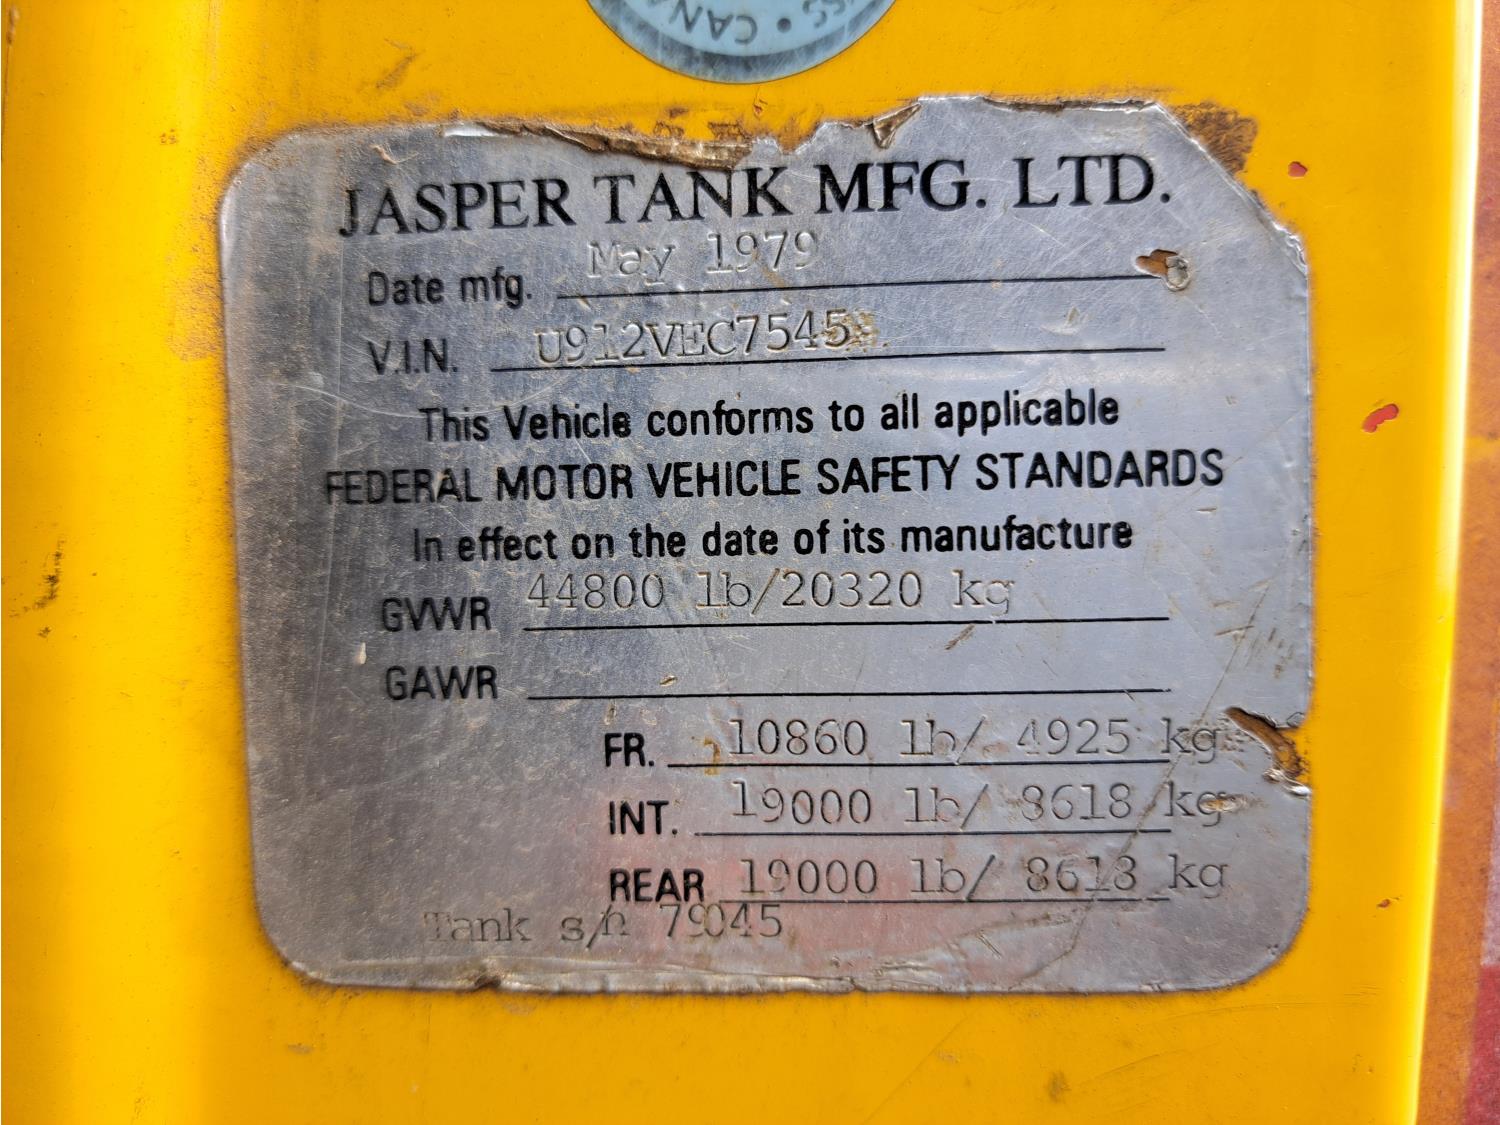 SS • CANA
JASPER TANK MFG. LTD.
Date mfg. May 1979
V.I.N. U912VEC7545
This Vehicle conforms to all applicable
FEDERAL MOTOR VEHICLE SAFETY STANDARDS
In effect on the date of its manufacture
GVWR 44800 lb/20320 kg
GAWR
FR. 10860 lb/ 4925 kg
INT. 19000 lb/ 8618 kg
REAR 19000 lb/ 8618 kg
Tank s/n 79045